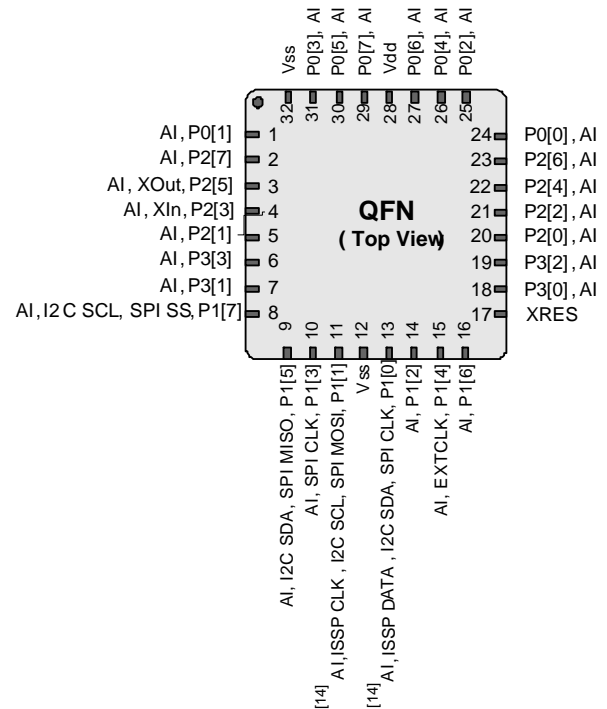 Vss
P0[3], AI
P0[5], AI
P0[7], AI
Vdd
P0[6], AI
P0[4], AI
P0[2], AI
32
31
30
29
28
27
26
25
AI, P0[1] 1
AI, P2[7] 2
AI, XOut, P2[5] 3
AI, XIn, P2[3] 4
AI, P2[1] 5
AI, P3[3] 6
AI, P3[1] 7
AI, I2C SCL, SPI SS, P1[7] 8
QFN
( Top View)
24 P0[0], AI
23 P2[6], AI
22 P2[4], AI
21 P2[2], AI
20 P2[0], AI
19 P3[2], AI
18 P3[0], AI
17 XRES
9
10
11
12
13
14
15
16
AI, I2C SDA, SPI MISO, P1[5]
AI, SPI CLK, P1[3]
[14] AI, ISSP CLK, I2C SCL, SPI MOSI, P1[1]
Vss
[14] AI, ISSP DATA, I2C SDA, SPI CLK, P1[0]
AI, P1[2]
AI, EXTCLK, P1[4]
AI, P1[6]